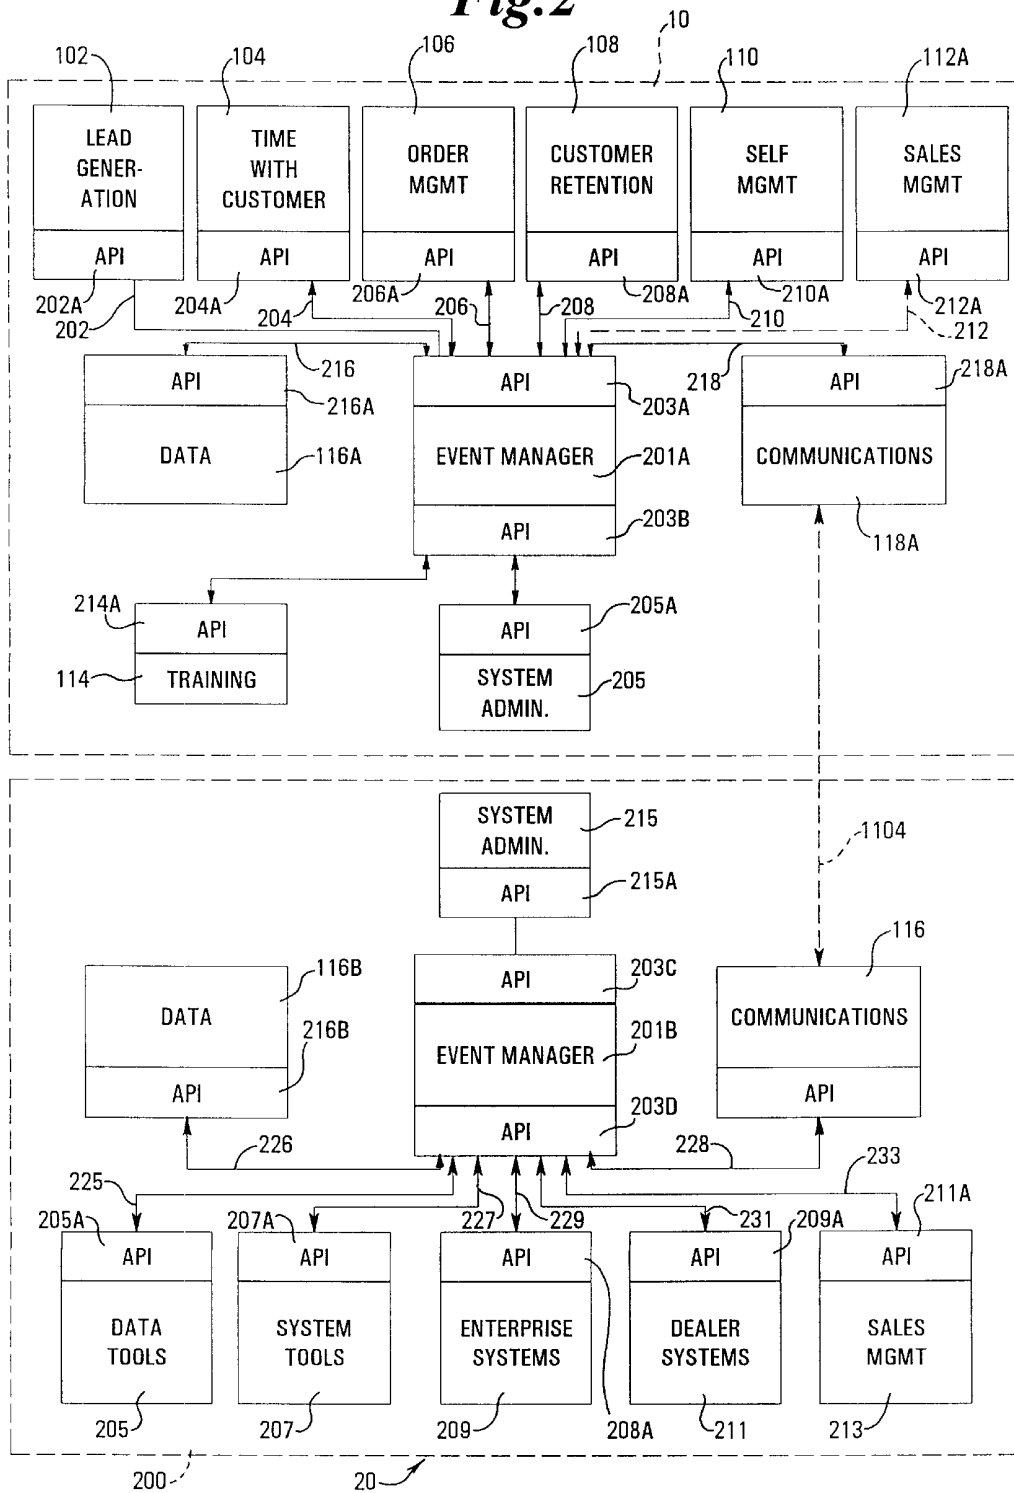 Fig. 2
10
102
104
106
108
110
112A
LEAD
GENER-
ATION
TIME
WITH
CUSTOMER
ORDER
MGMT
CUSTOMER
RETENTION
SELF
MGMT
SALES
MGMT
API
API
API
API
API
API
202A
204A
206A
208A
210A
212A
202
204
206
208
210
212
216
218
API
216A
API
203A
API
218A
DATA
116A
EVENT MANAGER
201A
COMMUNICATIONS
API
203B
118A
214A
API
205A
API
114
TRAINING
SYSTEM
ADMIN.
205
SYSTEM
ADMIN.
215
1104
API
215A
116
116B
API
203C
DATA
216B
EVENT MANAGER
201B
COMMUNICATIONS
API
API
203D
API
226
228
225
227
229
231
233
205A
207A
209A
211A
API
API
API
API
API
DATA
TOOLS
SYSTEM
TOOLS
ENTERPRISE
SYSTEMS
DEALER
SYSTEMS
SALES
MGMT
205
207
209
208A
211
213
200
20